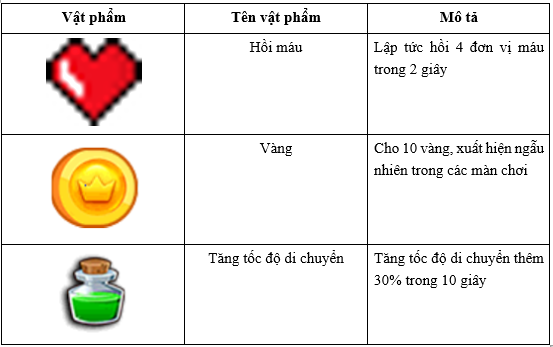 Vật phẩm
Tên vật phẩm
Mô tả
Hồi máu
Lập tức hồi 4 đơn vị máu
trong 2 giây
Vàng
Cho 10 vàng, xuất hiện ngẫu
nhiên trong các màn chơi
Tăng tốc độ di chuyển
Tăng tốc độ di chuyển thêm
30% trong 10 giây